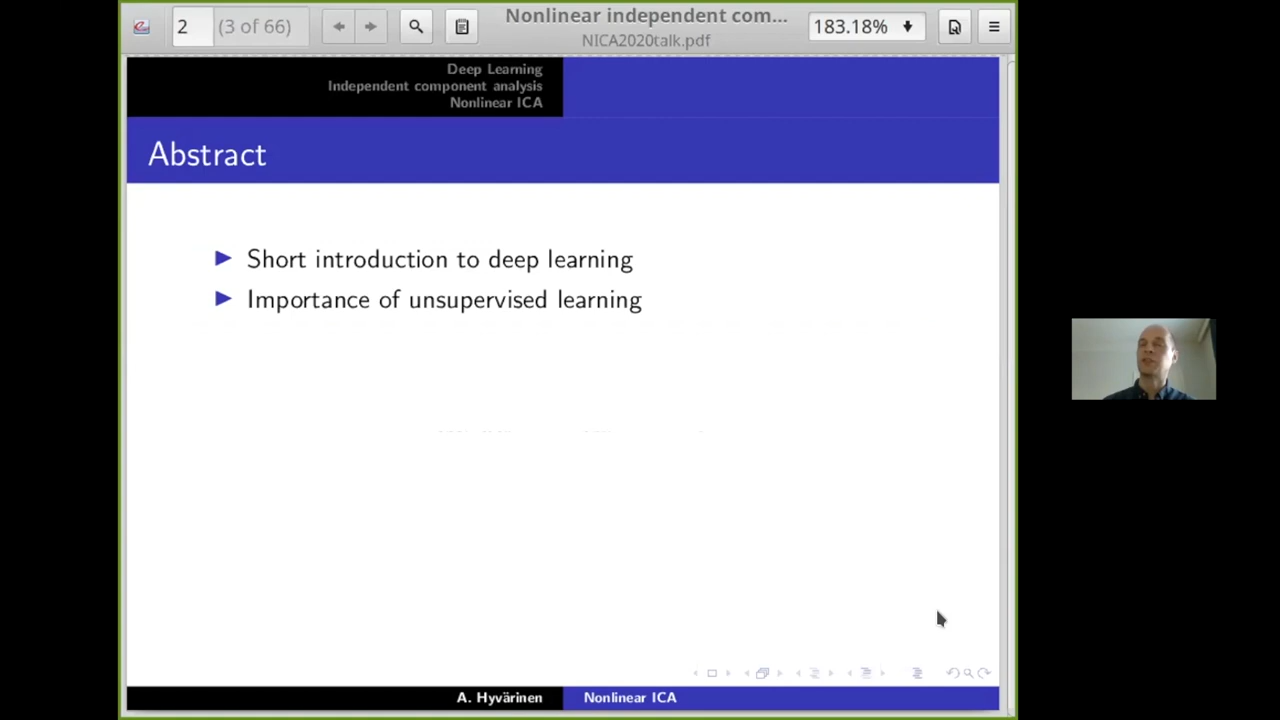 2
(3 of 66)
Nonlinear independent com...
NICA2020talk.pdf
183.18%
Deep Learning
Independent component analysis
Nonlinear ICA
Abstract
Short introduction to deep learning
Importance of unsupervised learning
A. Hyvärinen
Nonlinear ICA